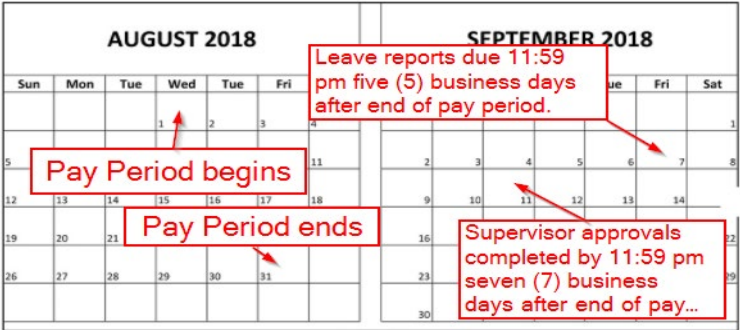 AUGUST 2018
Sun Mon Tue Wed Tue Fri
1 2 3 4
5 11
Pay Period begins
12 13 14 15 16 17 18
Pay Period ends
19 20 21
26 27 28 29 30 31
SEPTEMBER 2018
Leave reports due 11:59
pm five (5) business days
after end of pay period.
ue Fri Sat
1
2 3 4 5 6 7 8
9 10 11 12 13 14
Supervisor approvals
completed by 11:59 pm
seven (7) business
days after end of pay...
16 22
23 29
30